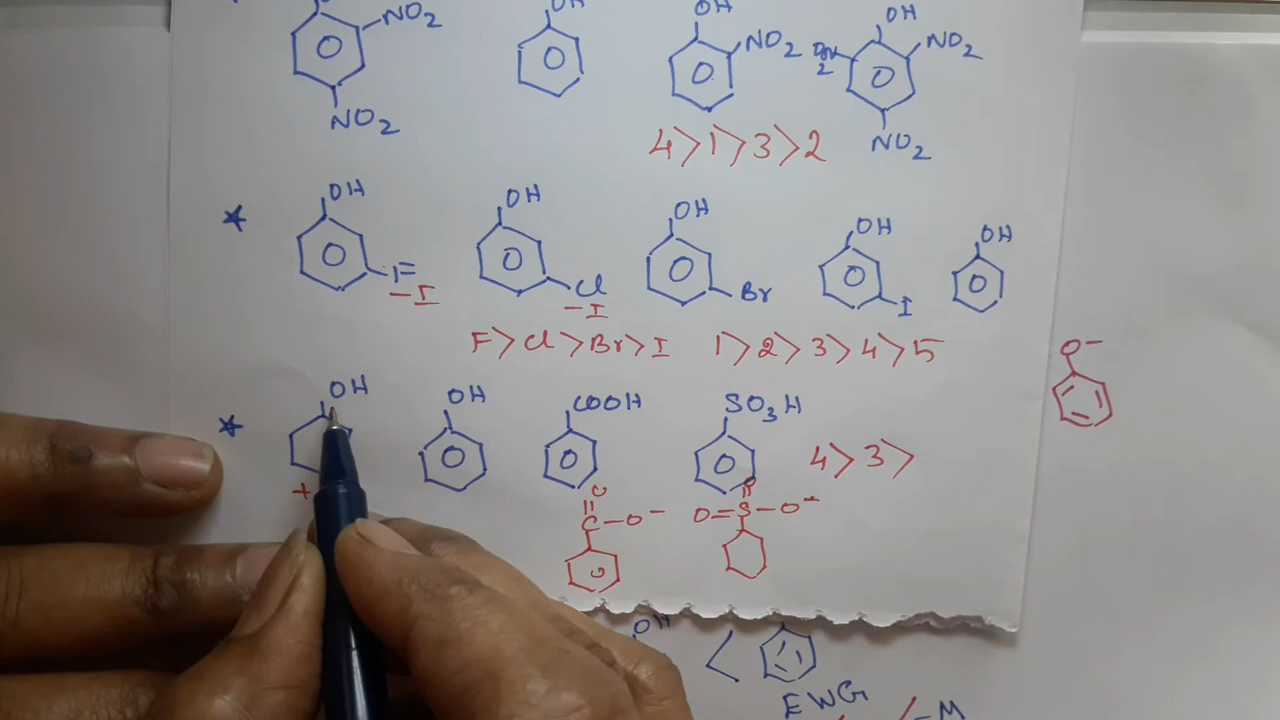 OH OH
NO2 NO2 NO2
NO2
4>1>3>2 NO2
OH OH OH OH OH
F Cl Br I
-I -I
F>Cl>Br>I 1>2>3>4>5
O-
OH OH COOH SO3H
4>3>
+
O O
C-O- O=S-O-
OH <
EWG
-M